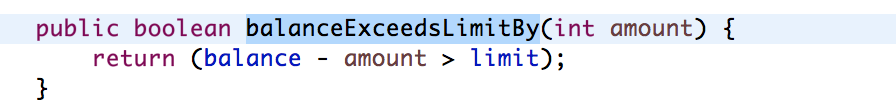 public boolean balanceExceedsLimitBy(int amount) {
    return (balance - amount > limit);
}